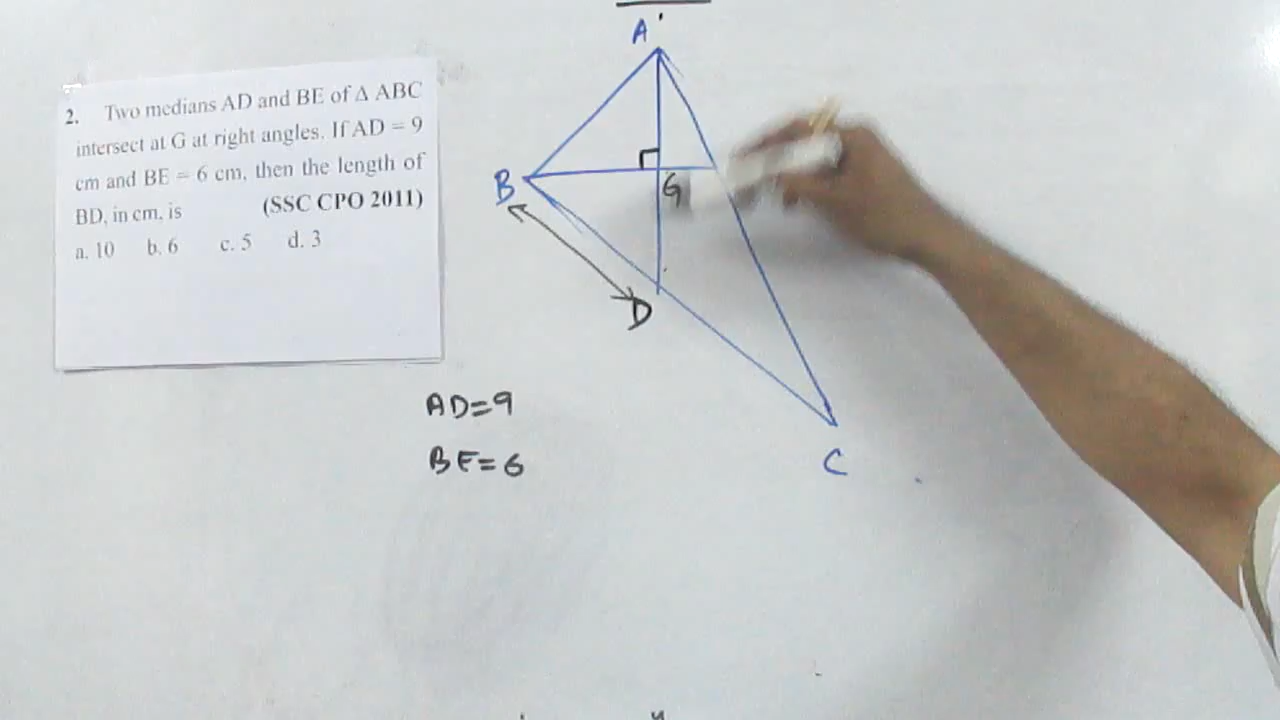 2. Two medians AD and BE of Δ ABC
intersect at G at right angles. If AD = 9
cm and BE = 6 cm, then the length of
BD, in cm, is (SSC CPO 2011)
a. 10 b. 6 c. 5 d. 3
A
B
G
D
C
AD=9
BE=6